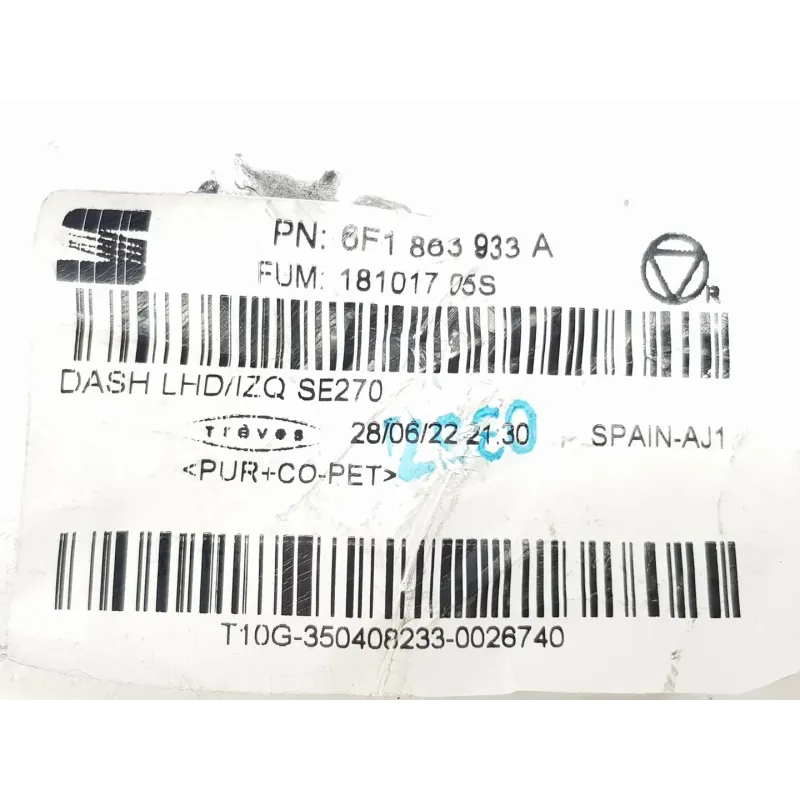 PN: 6F1 863 933 A
FUM: 181017 05S
R
DASH LHD/IZQ SE270
Trèves 28/06/22 21:30 SPAIN-AJ1
<PUR+CO-PET>
T10G-350408233-0026740